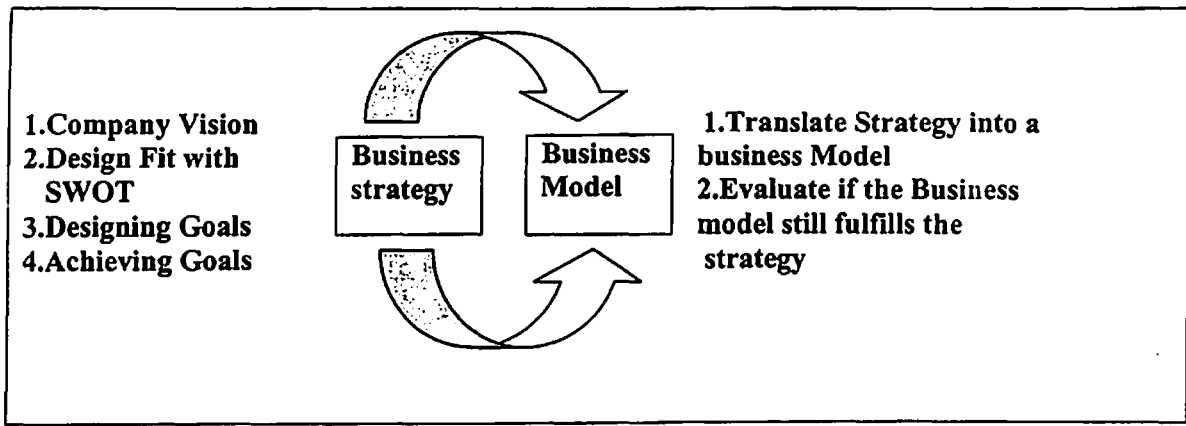 1.Company Vision
2.Design Fit with
SWOT
3.Designing Goals
4.Achieving Goals
Business
strategy
Business
Model
1.Translate Strategy into a
business Model
2.Evaluate if the Business
model still fulfills the
strategy